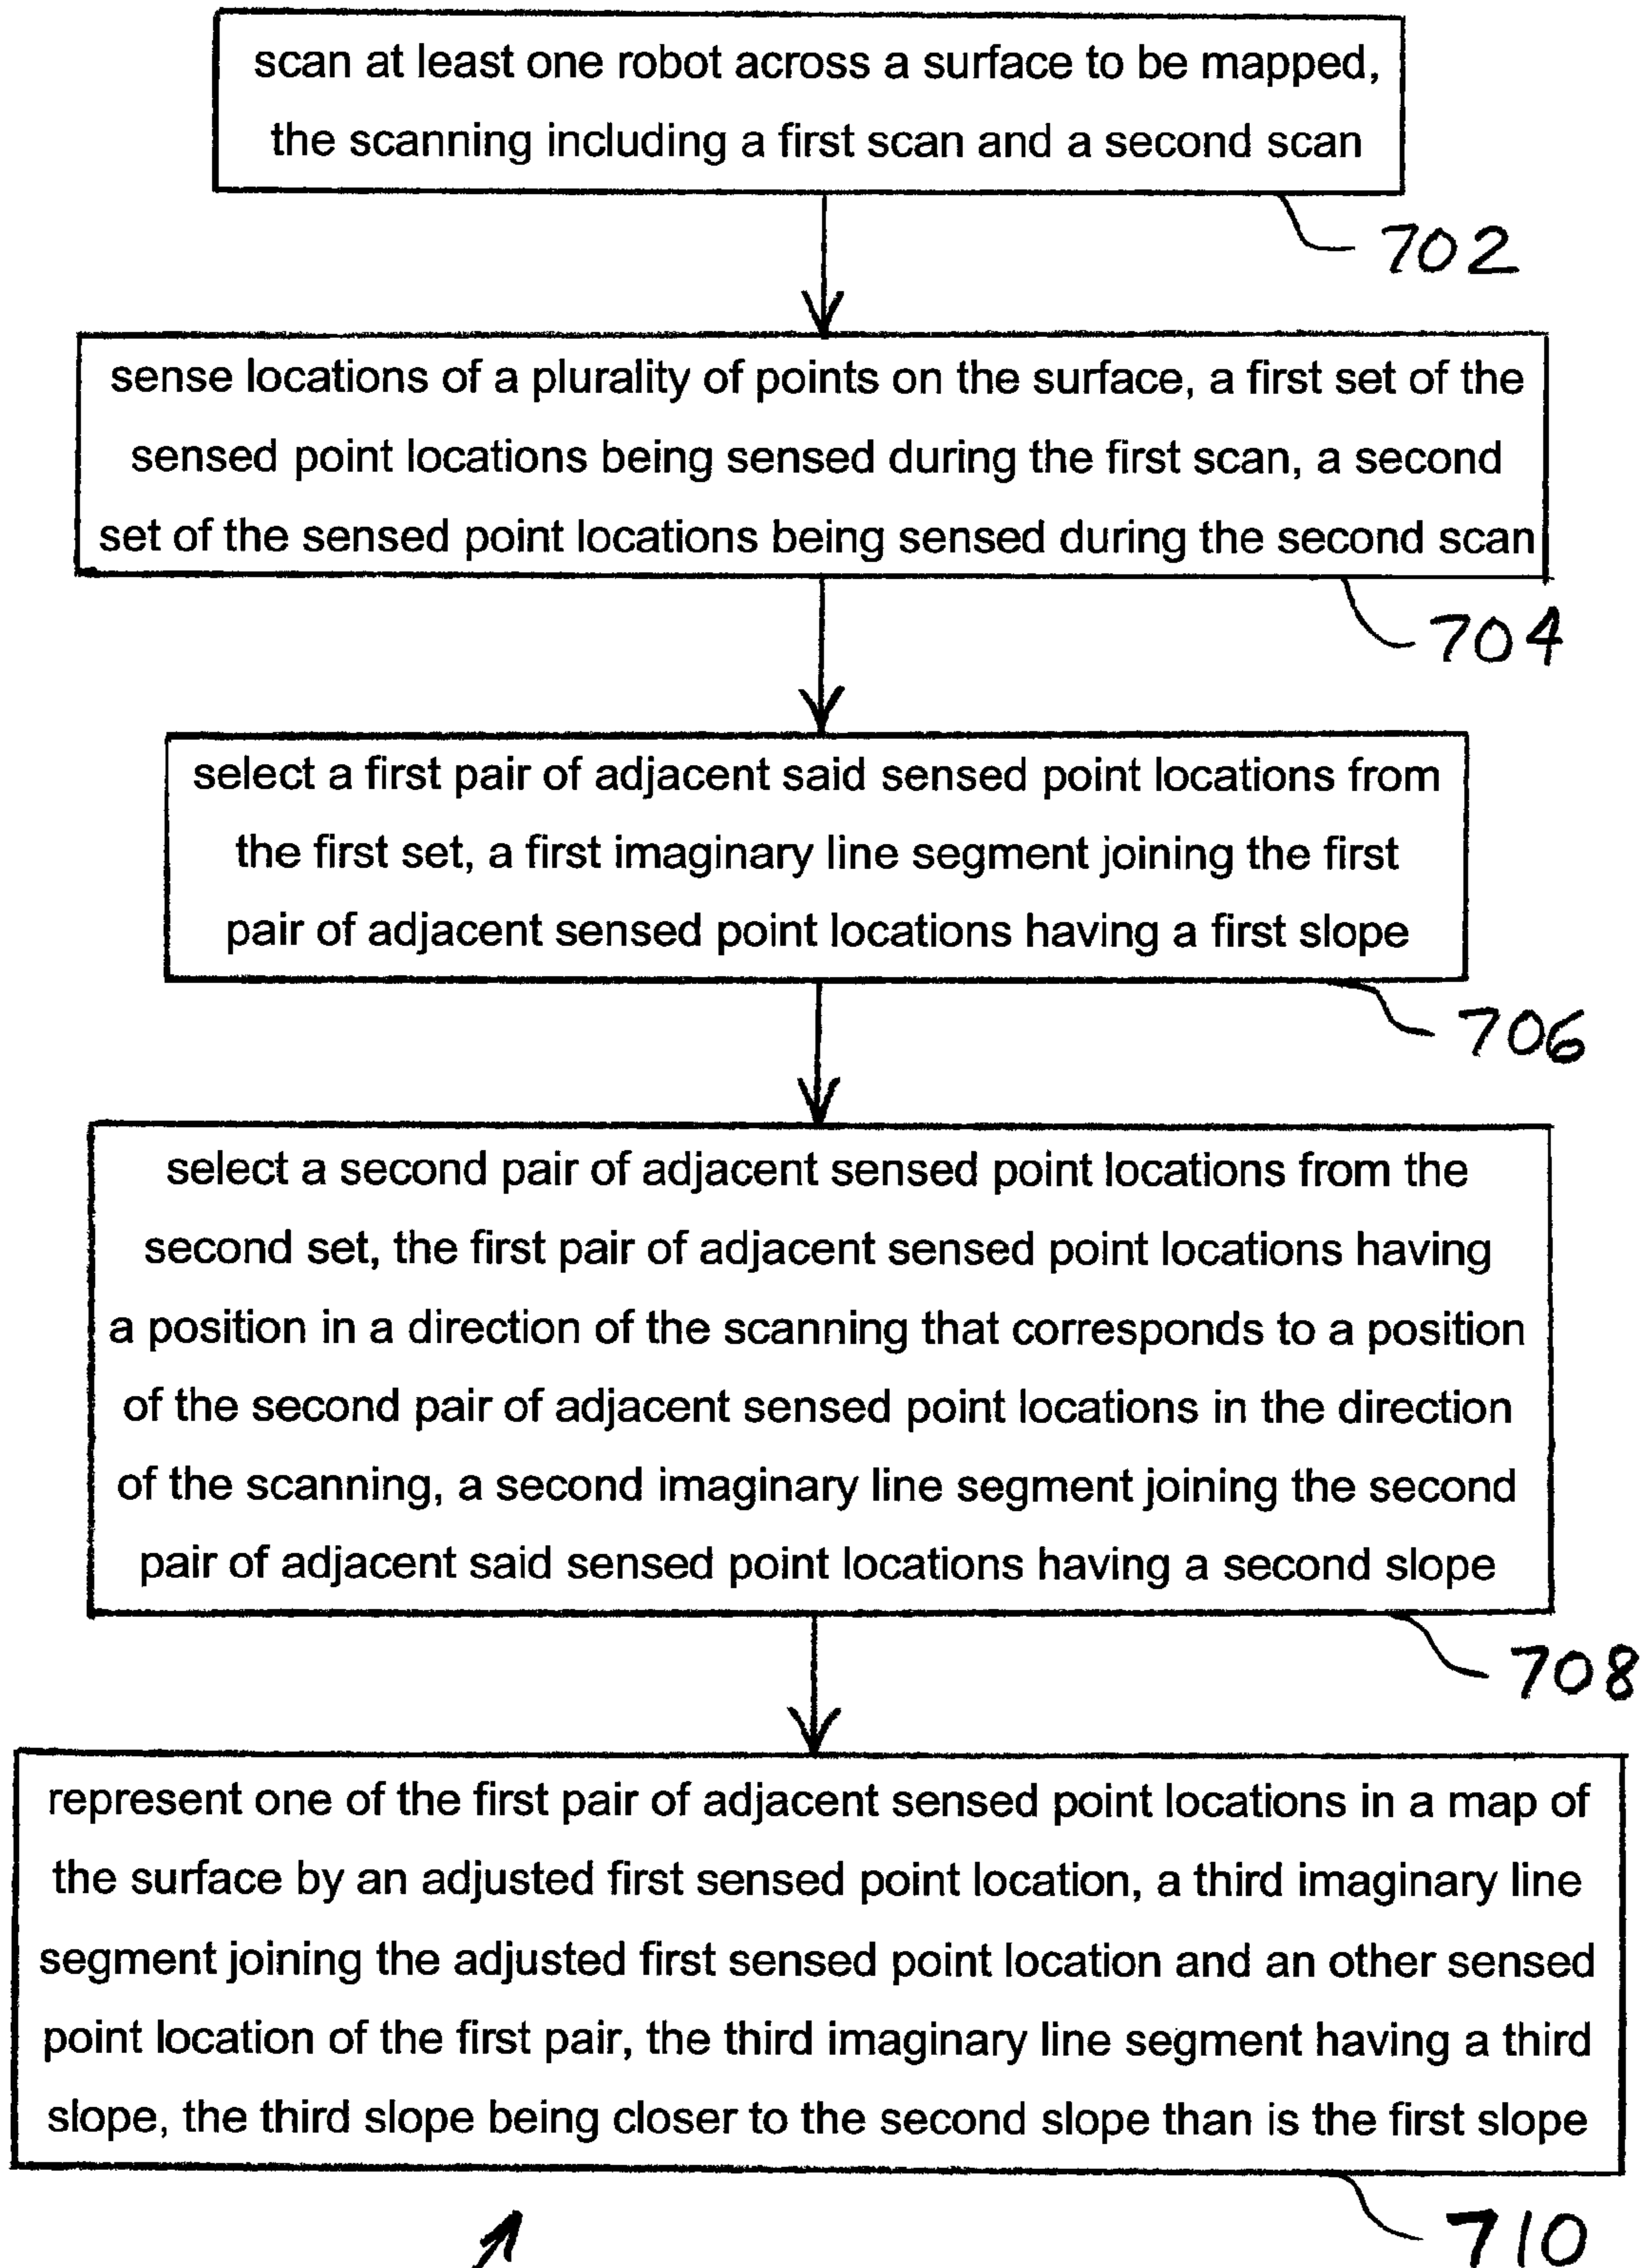 scan at least one robot across a surface to be mapped,
the scanning including a first scan and a second scan
702
sense locations of a plurality of points on the surface, a first set of the
sensed point locations being sensed during the first scan, a second
set of the sensed point locations being sensed during the second scan
704
select a first pair of adjacent said sensed point locations from
the first set, a first imaginary line segment joining the first
pair of adjacent sensed point locations having a first slope
706
select a second pair of adjacent sensed point locations from the
second set, the first pair of adjacent sensed point locations having
a position in a direction of the scanning that corresponds to a position
of the second pair of adjacent sensed point locations in the direction
of the scanning, a second imaginary line segment joining the second
pair of adjacent said sensed point locations having a second slope
708
represent one of the first pair of adjacent sensed point locations in a map of
the surface by an adjusted first sensed point location, a third imaginary line
segment joining the adjusted first sensed point location and an other sensed
point location of the first pair, the third imaginary line segment having a third
slope, the third slope being closer to the second slope than is the first slope
710